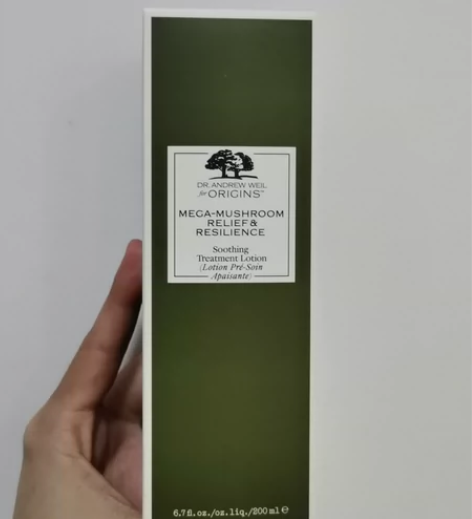 DR. ANDREW WEIL
for ORIGINS™
MEGA-MUSHROOM
RELIEF &
RESILIENCE
Soothing
Treatment Lotion
(Lotion Pré-Soin
Apaisante)
6.7 fl.oz./oz.liq./200 ml ℮